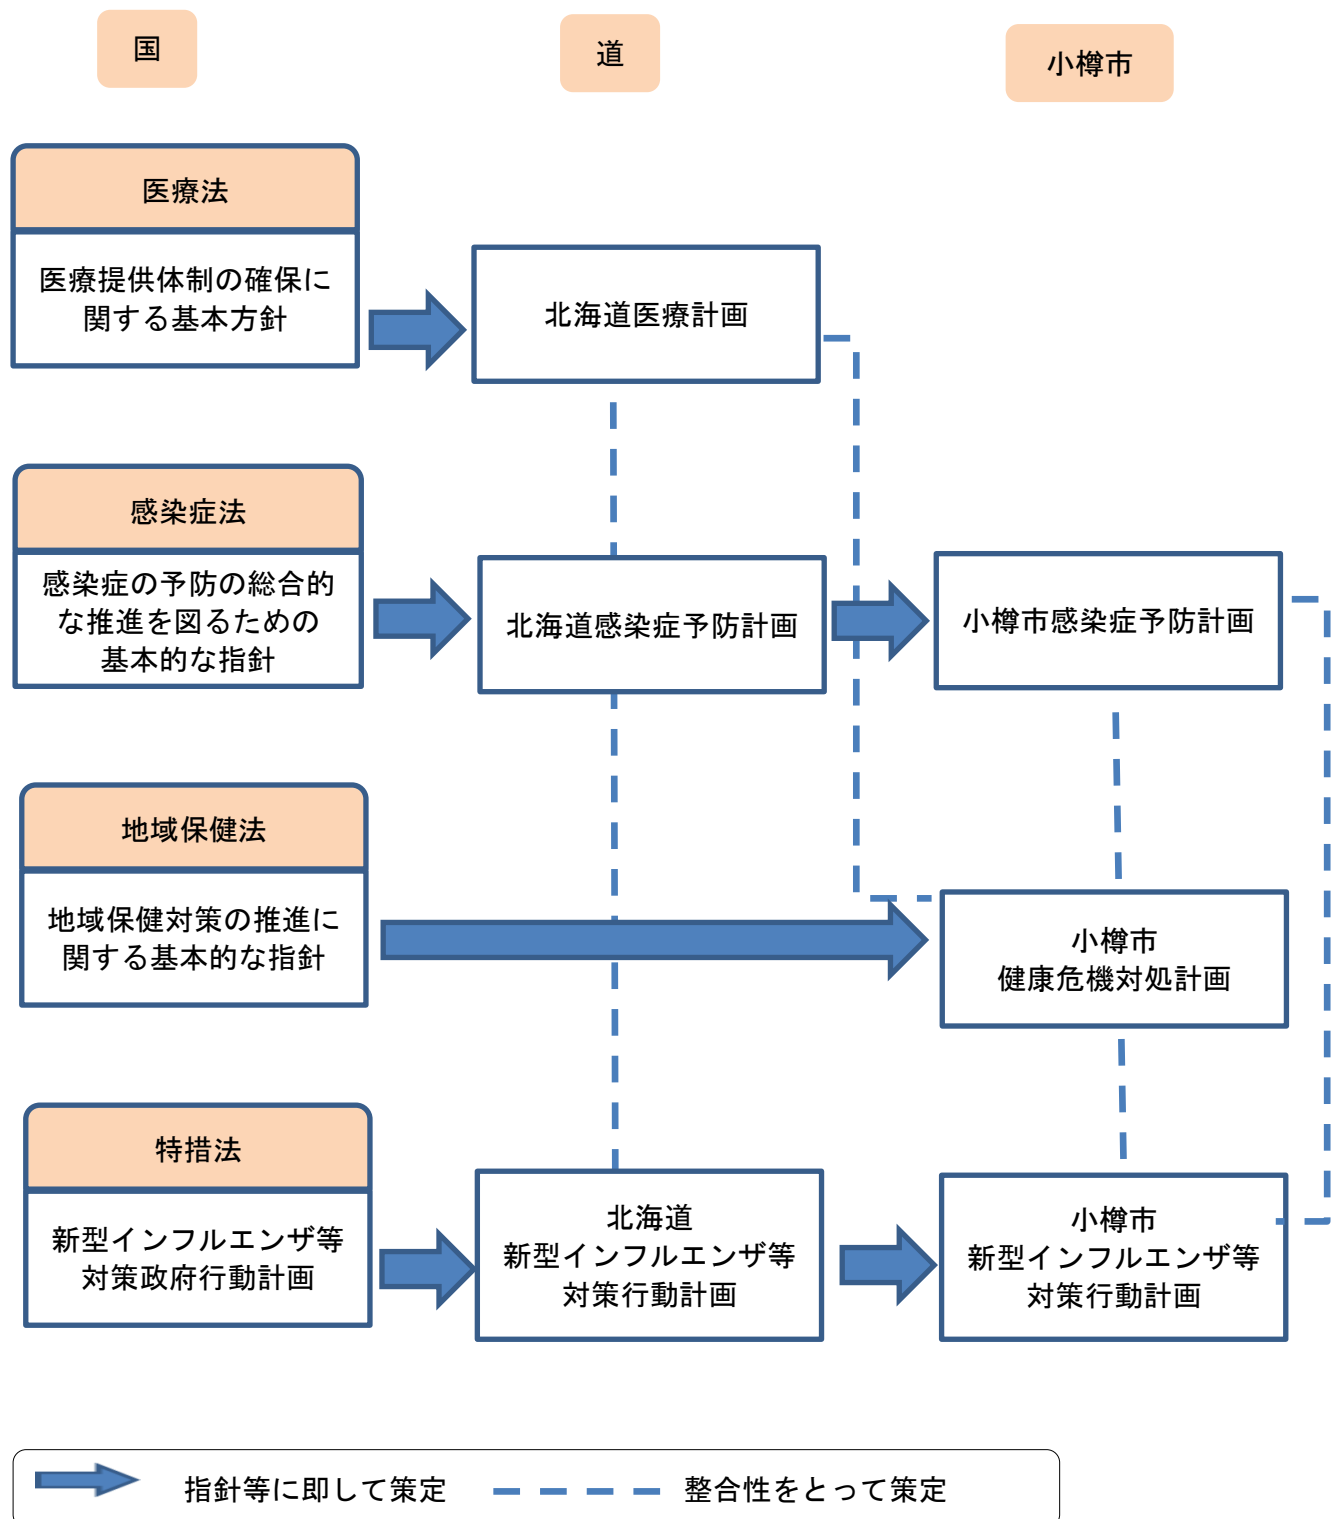 国
道
小樽市
医療法
医療提供体制の確保に
関する基本方針
北海道医療計画
感染症法
感染症の予防の総合的
な推進を図るための
基本的な指針
北海道感染症予防計画
小樽市感染症予防計画
地域保健法
地域保健対策の推進に
関する基本的な指針
小樽市
健康危機対処計画
特措法
新型インフルエンザ等
対策政府行動計画
北海道
新型インフルエンザ等
対策行動計画
小樽市
新型インフルエンザ等
対策行動計画
指針等に即して策定
整合性をとって策定